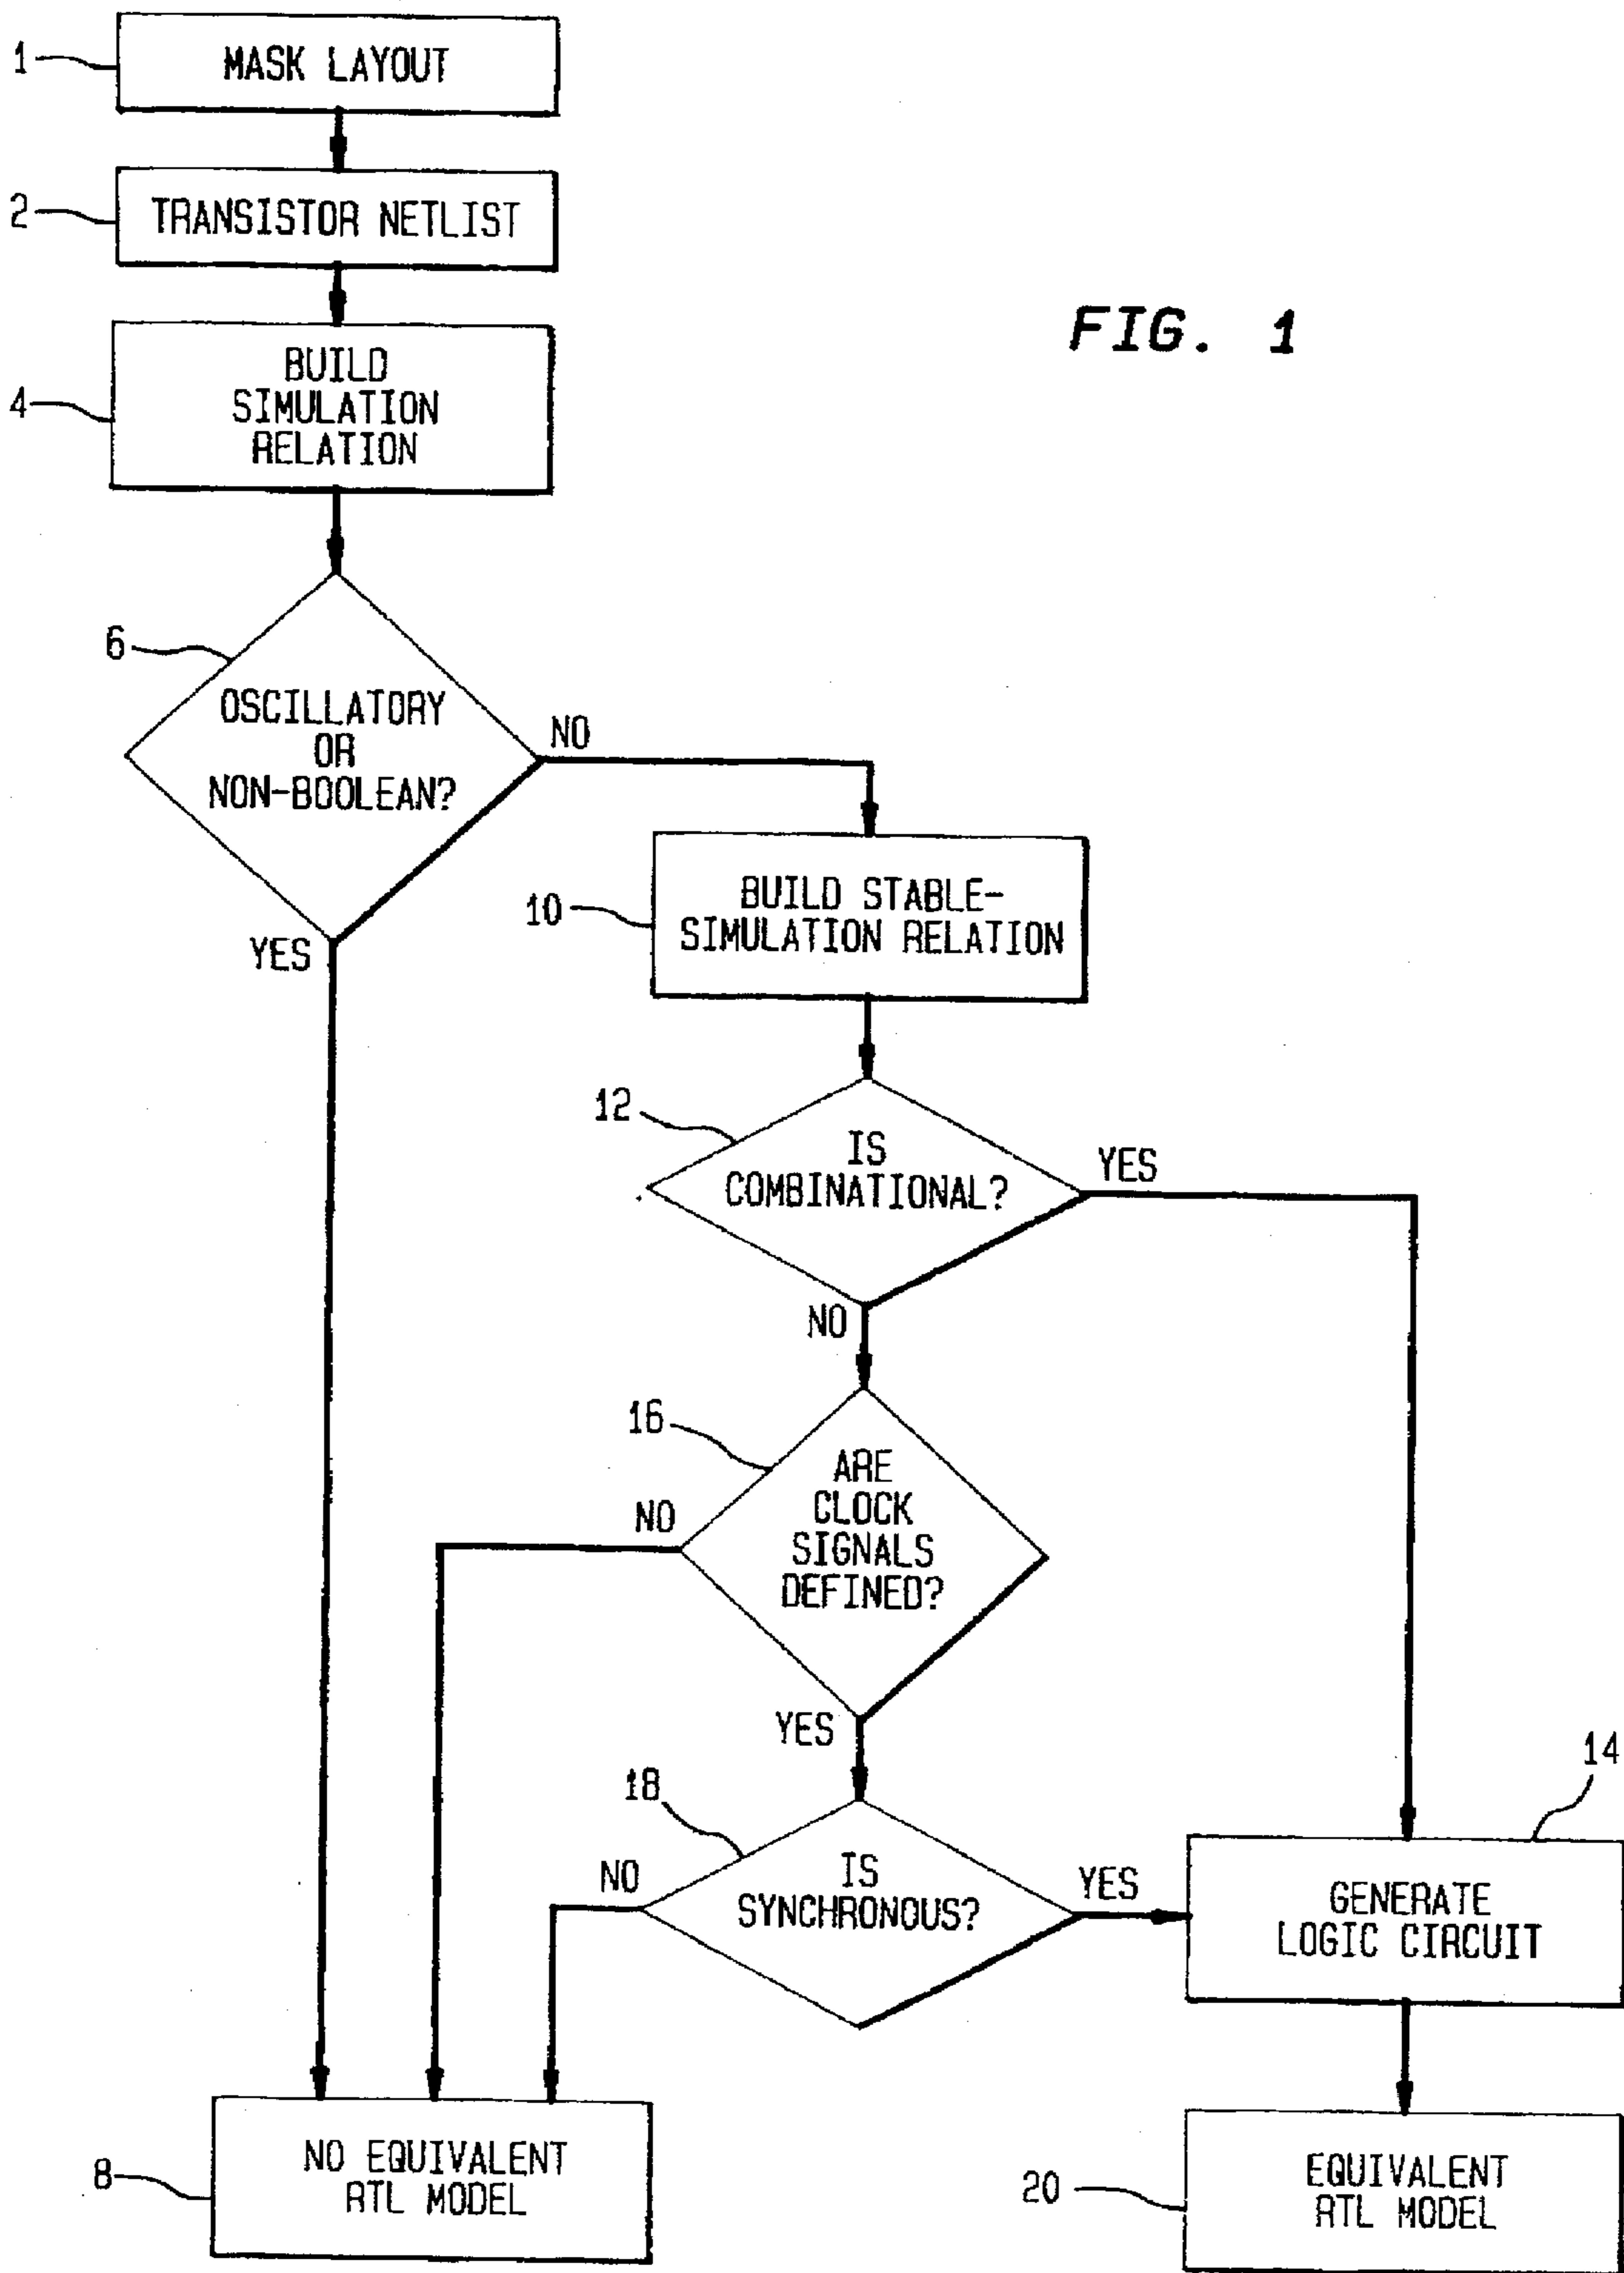 1
MASK LAYOUT
2
TRANSISTOR NETLIST
FIG. 1
4
BUILD
SIMULATION
RELATION
6
OSCILLATORY
OR
NON-BOOLEAN?
NO
YES
10
BUILD STABLE-
SIMULATION RELATION
12
IS
COMBINATIONAL?
YES
NO
16
ARE
CLOCK
SIGNALS
DEFINED?
NO
YES
18
IS
SYNCHRONOUS?
NO
YES
14
GENERATE
LOGIC CIRCUIT
8
NO EQUIVALENT
RTL MODEL
20
EQUIVALENT
RTL MODEL